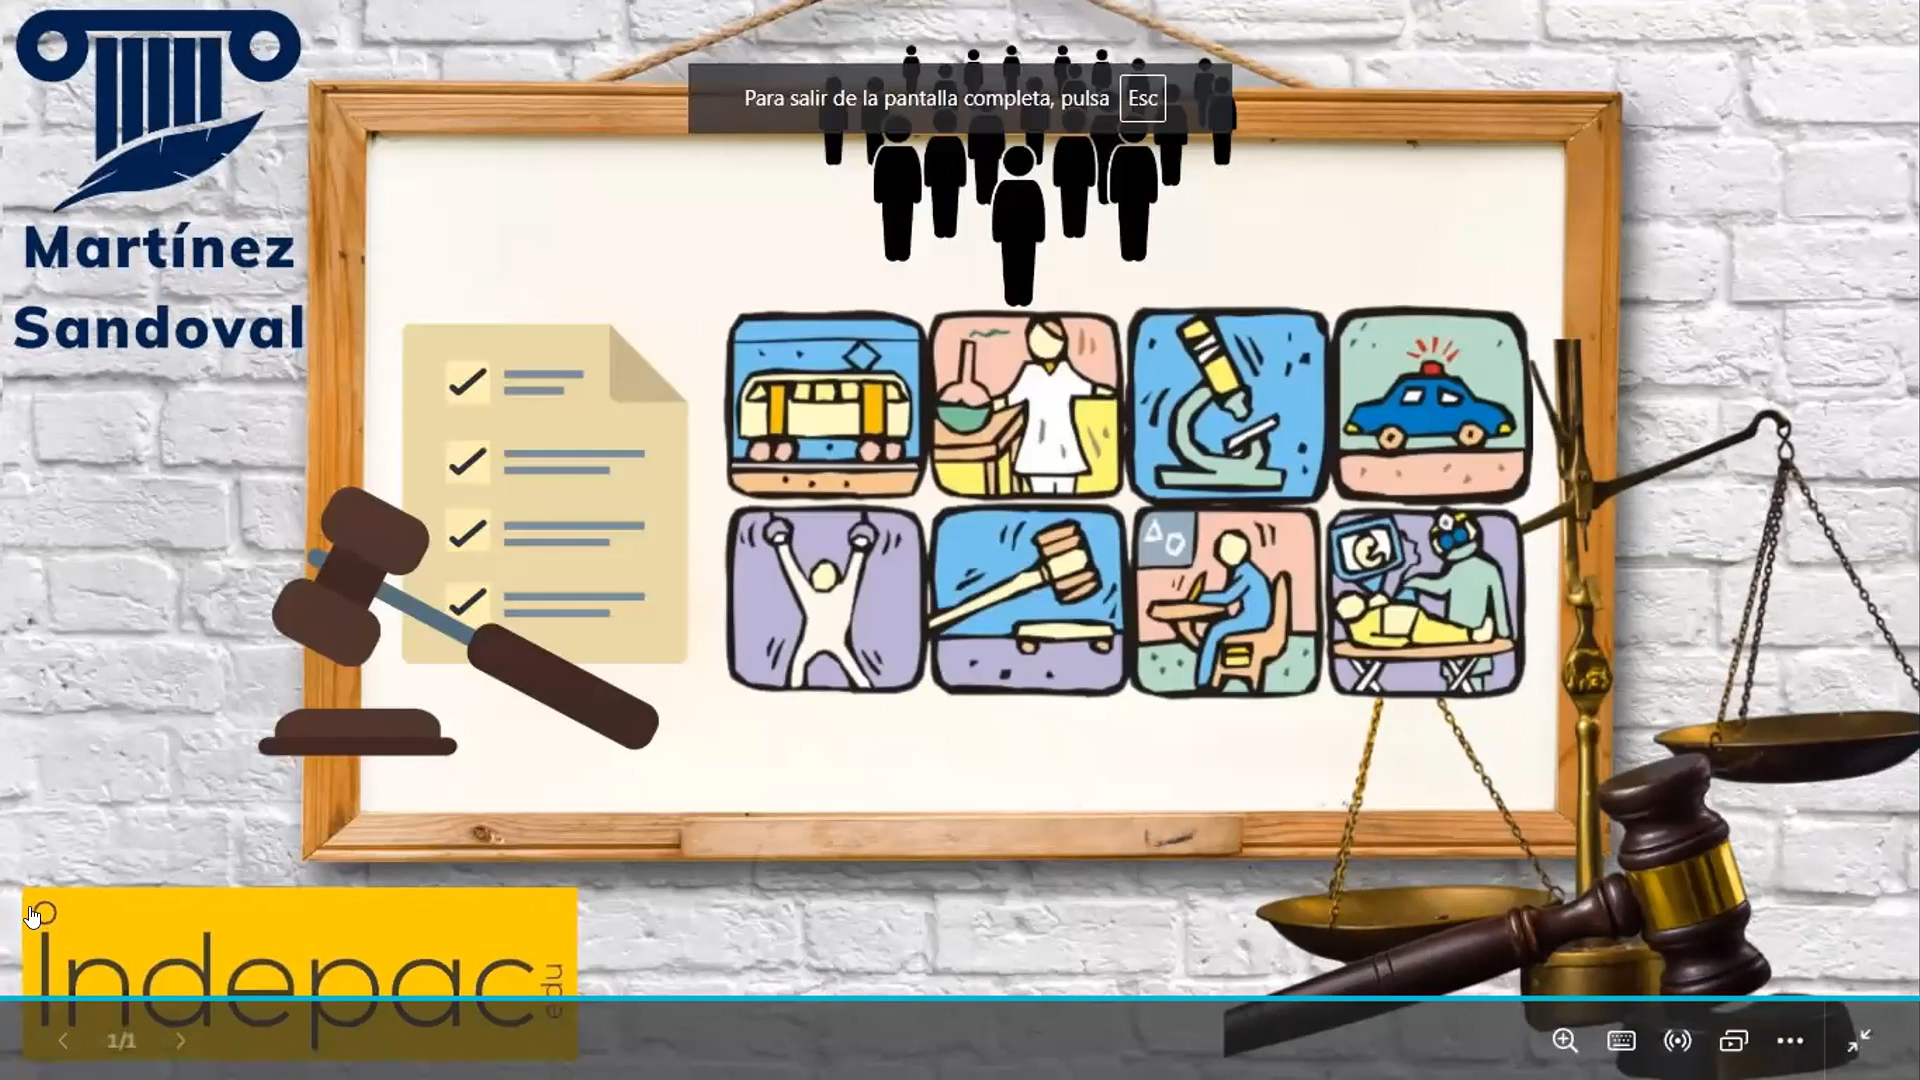 Martínez
Sandoval
Para salir de la pantalla completa, pulsa Esc
Indepac
edu
1/1